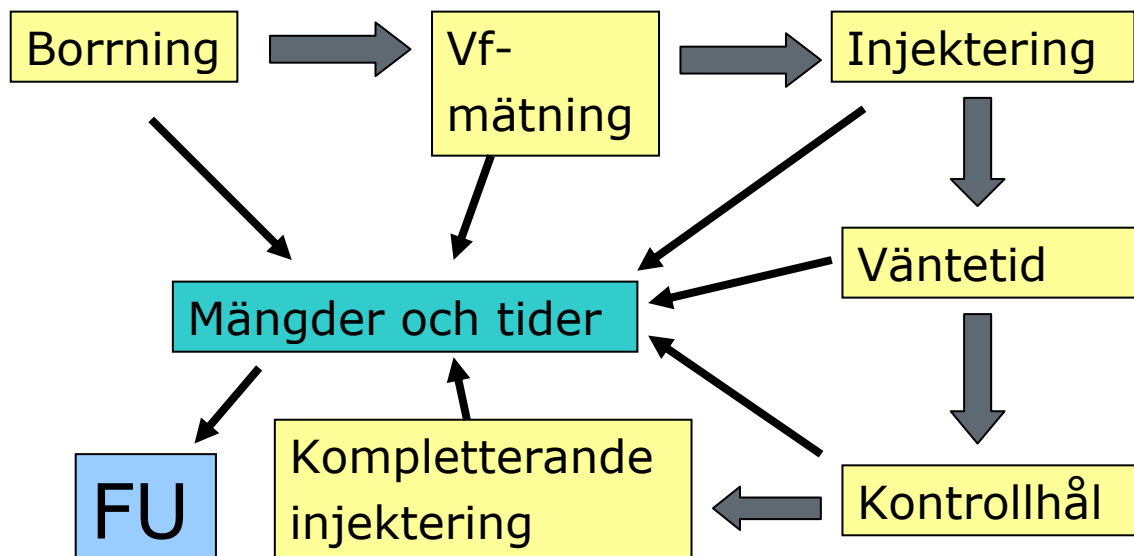 Borrning
Vf-
mätning
Injektering
Väntetid
Mängder och tider
Kompletterande
injektering
Kontrollhål
FU